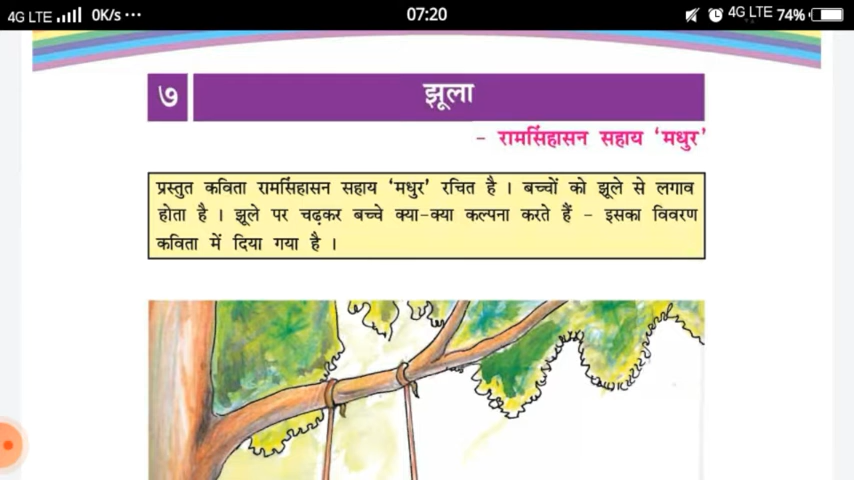 4G LTE 0K/s ··· 07:20 4G LTE 74%
७ झूला
- रामसिंहासन सहाय ‘मधुर’
प्रस्तुत कविता रामसिंहासन सहाय ‘मधुर’ रचित है । बच्चों को झूले से लगाव
होता है । झूले पर चढ़कर बच्चे क्या-क्या कल्पना करते हैं - इसका विवरण
कविता में दिया गया है ।